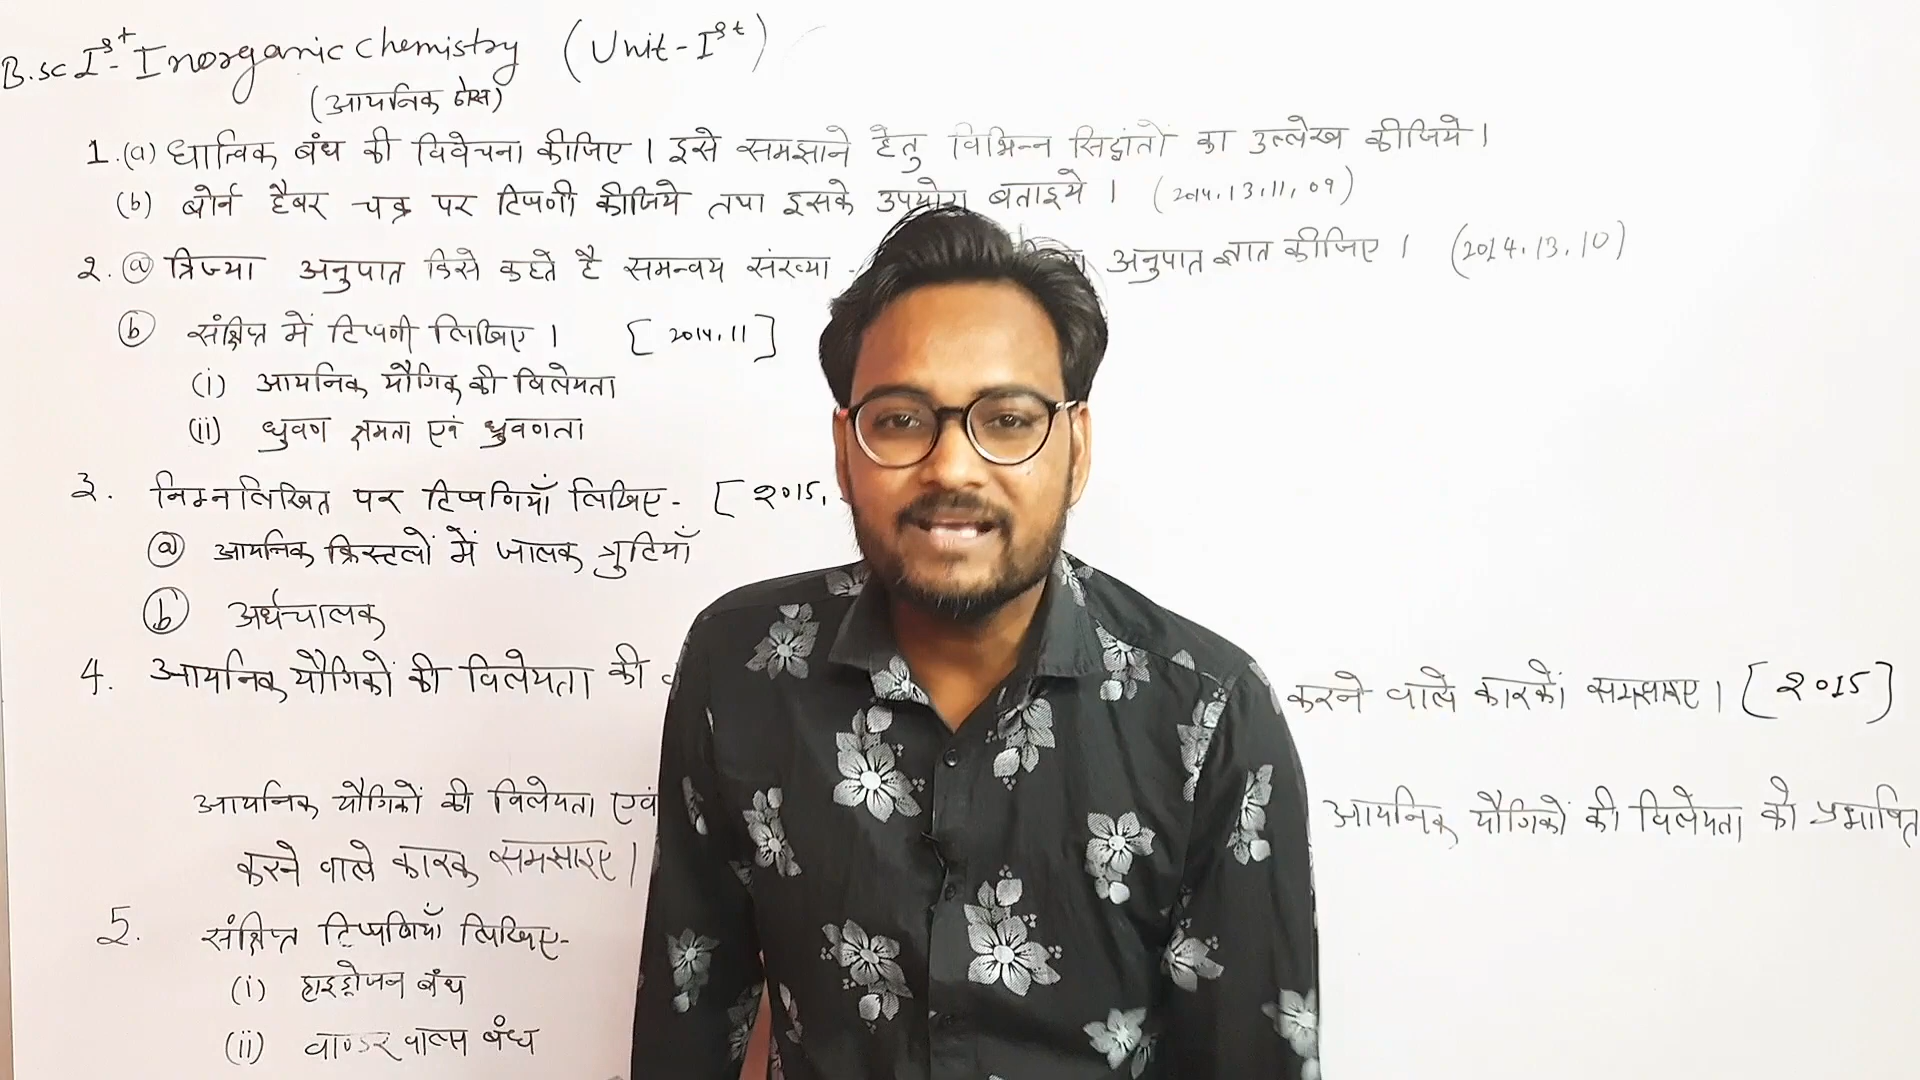 B.sc Ist - Inorganic Chemistry (Unit - Ist)
(आयनिक ठोस)
1.(a) धात्विक बंध की विवेचना कीजिए । इसे समझाने हेतु विभिन्न सिद्धांतों का उल्लेख कीजिये ।
(b) बोर्न हैबर चक्र पर टिप्पणी कीजिये तथा इसके उपयोग बताइये । (2014,13,11,09)
2. (a) त्रिज्या अनुपात किसे कहते है समन्वय संख्या - अनुपात ज्ञात कीजिए । (2014,13,10)
(b) संक्षिप्त में टिप्पणी लिखिए । [2014,11]
(i) आयनिक यौगिक की विलेयता
(ii) ध्रुवण क्षमता एवं ध्रुवणता
3. निम्नलिखित पर टिप्पणियाँ लिखिए- [2015,
(a) आयनिक क्रिस्टलों में जालक त्रुटियाँ
(b) अर्धचालक
4. आयनिक यौगिकों की विलेयता की करने वाले कारकों समझाइए । [2015]
आयनिक यौगिकों की विलेयता एवं आयनिक यौगिकों की विलेयता को प्रभावित
करने वाले कारक समझाइए ।
5. संक्षिप्त टिप्पणियाँ लिखिए-
(i) हाइड्रोजन बंध
(ii) वाण्डर वाल्स बंध